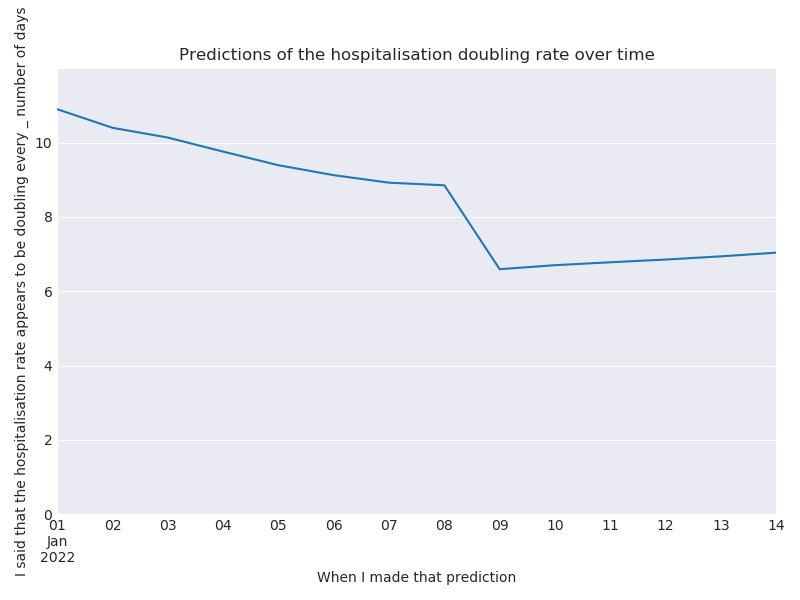 Predictions of the hospitalisation doubling rate over time
I said that the hospitalisation rate appears to be doubling every _ number of days
10
8
6
4
2
0
01 02 03 04 05 06 07 08 09 10 11 12 13 14
Jan
2022
When I made that prediction